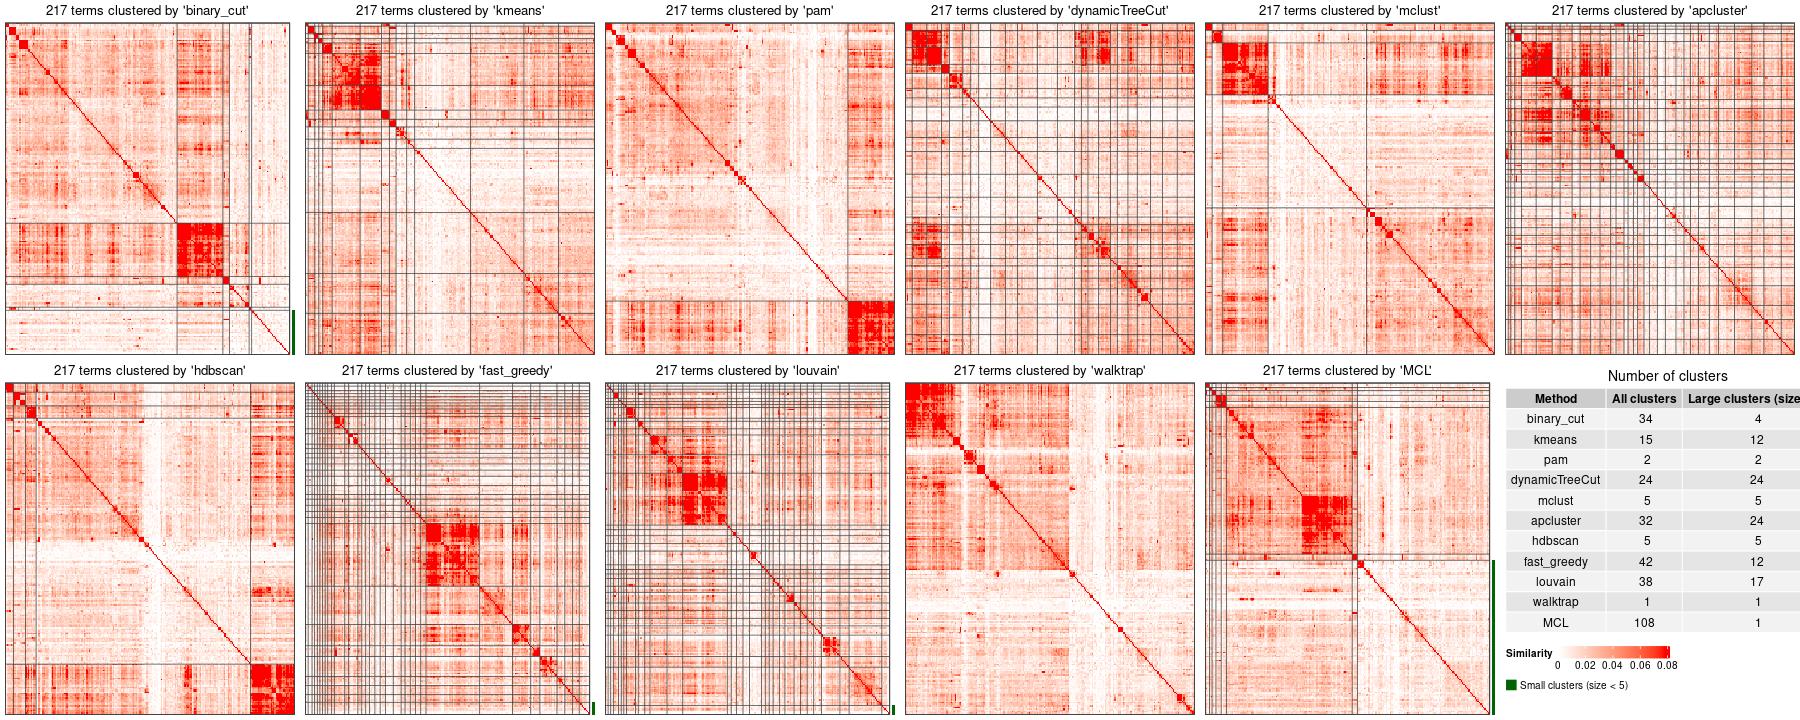 217 terms clustered by 'binary_cut'
217 terms clustered by 'kmeans'
217 terms clustered by 'pam'
217 terms clustered by 'dynamicTreeCut'
217 terms clustered by 'mclust'
217 terms clustered by 'apcluster'
217 terms clustered by 'hdbscan'
217 terms clustered by 'fast_greedy'
217 terms clustered by 'louvain'
217 terms clustered by 'walktrap'
217 terms clustered by 'MCL'
Number of clusters
Method All clusters Large clusters (size
binary_cut 34 4
kmeans 15 12
pam 2 2
dynamicTreeCut 24 24
mclust 5 5
apcluster 32 24
hdbscan 5 5
fast_greedy 42 12
louvain 38 17
walktrap 1 1
MCL 108 1
Similarity
0 0.02 0.04 0.06 0.08
Small clusters (size < 5)